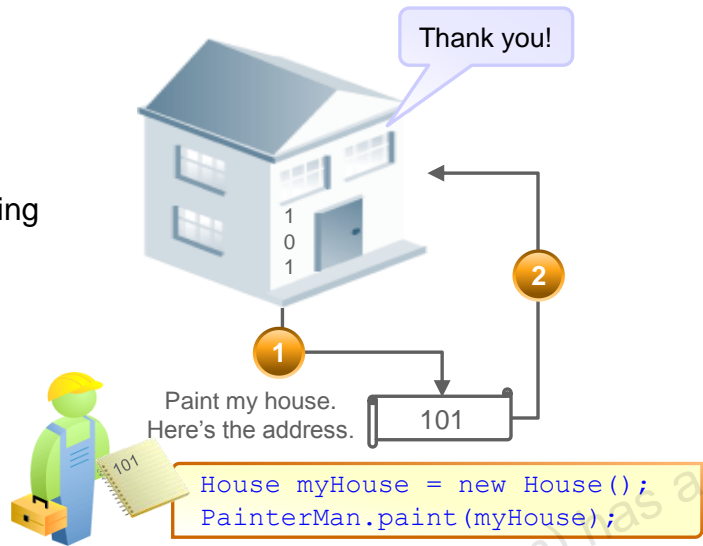 Thank you!
ing
1
0
1
2
1
Paint my house.
Here's the address.
101
101
House myHouse = new House();
PainterMan.paint(myHouse);
has a